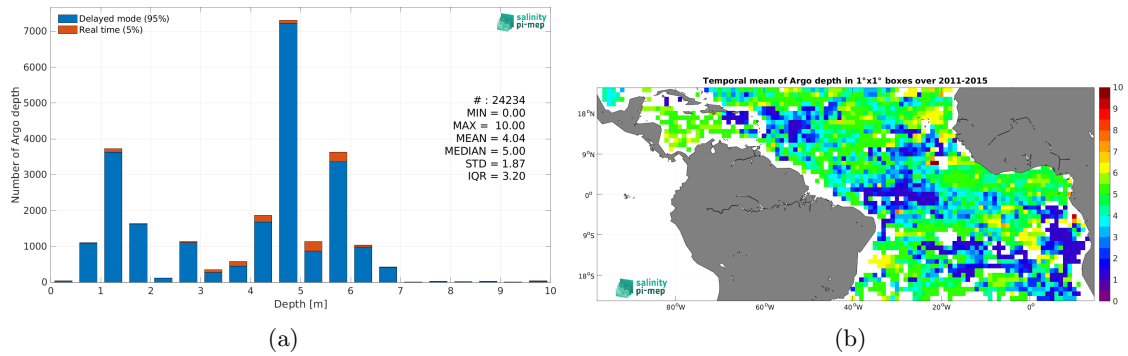 Delayed mode (95%)
Real time (5%)
salinity
pi-mep
Number of Argo depth
7000
6000
5000
4000
3000
2000
1000
0
# : 24234
MIN = 0.00
MAX = 10.00
MEAN = 4.04
MEDIAN = 5.00
STD = 1.87
IQR = 3.20
0 1 2 3 4 5 6 7 8 9 10
Depth [m]
(a)
Temporal mean of Argo depth in 1°x1° boxes over 2011-2015
18°N
9°N
0°
9°S
18°S
80°W 60°W 40°W 20°W 0°
salinity
pi-mep
10
9
8
7
6
5
4
3
2
1
0
(b)